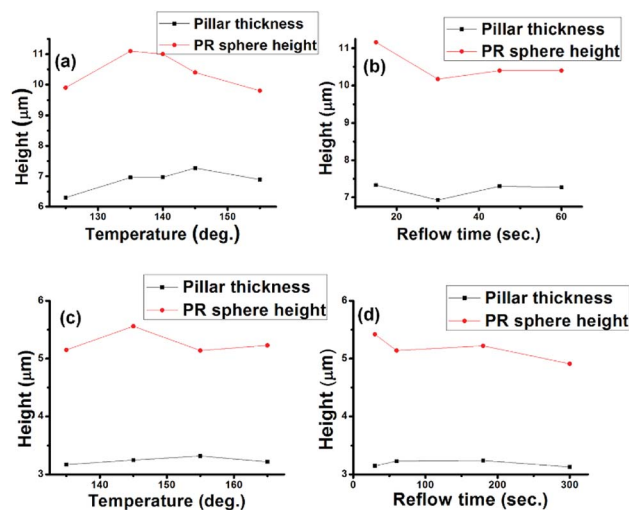 Pillar thickness
PR sphere height
(a)
11
10
9
8
7
6
Height (μm)
130 140 150
Temperature (deg.)
Pillar thickness
PR sphere height
(b)
11
10
9
8
7
Height (μm)
20 40 60
Reflow time (sec.)
Pillar thickness
PR sphere height
(c)
6
5
4
3
Height (μm)
140 150 160
Temperature (deg.)
Pillar thickness
PR sphere height
(d)
6
5
4
3
Height (μm)
0 100 200 300
Reflow time (sec.)